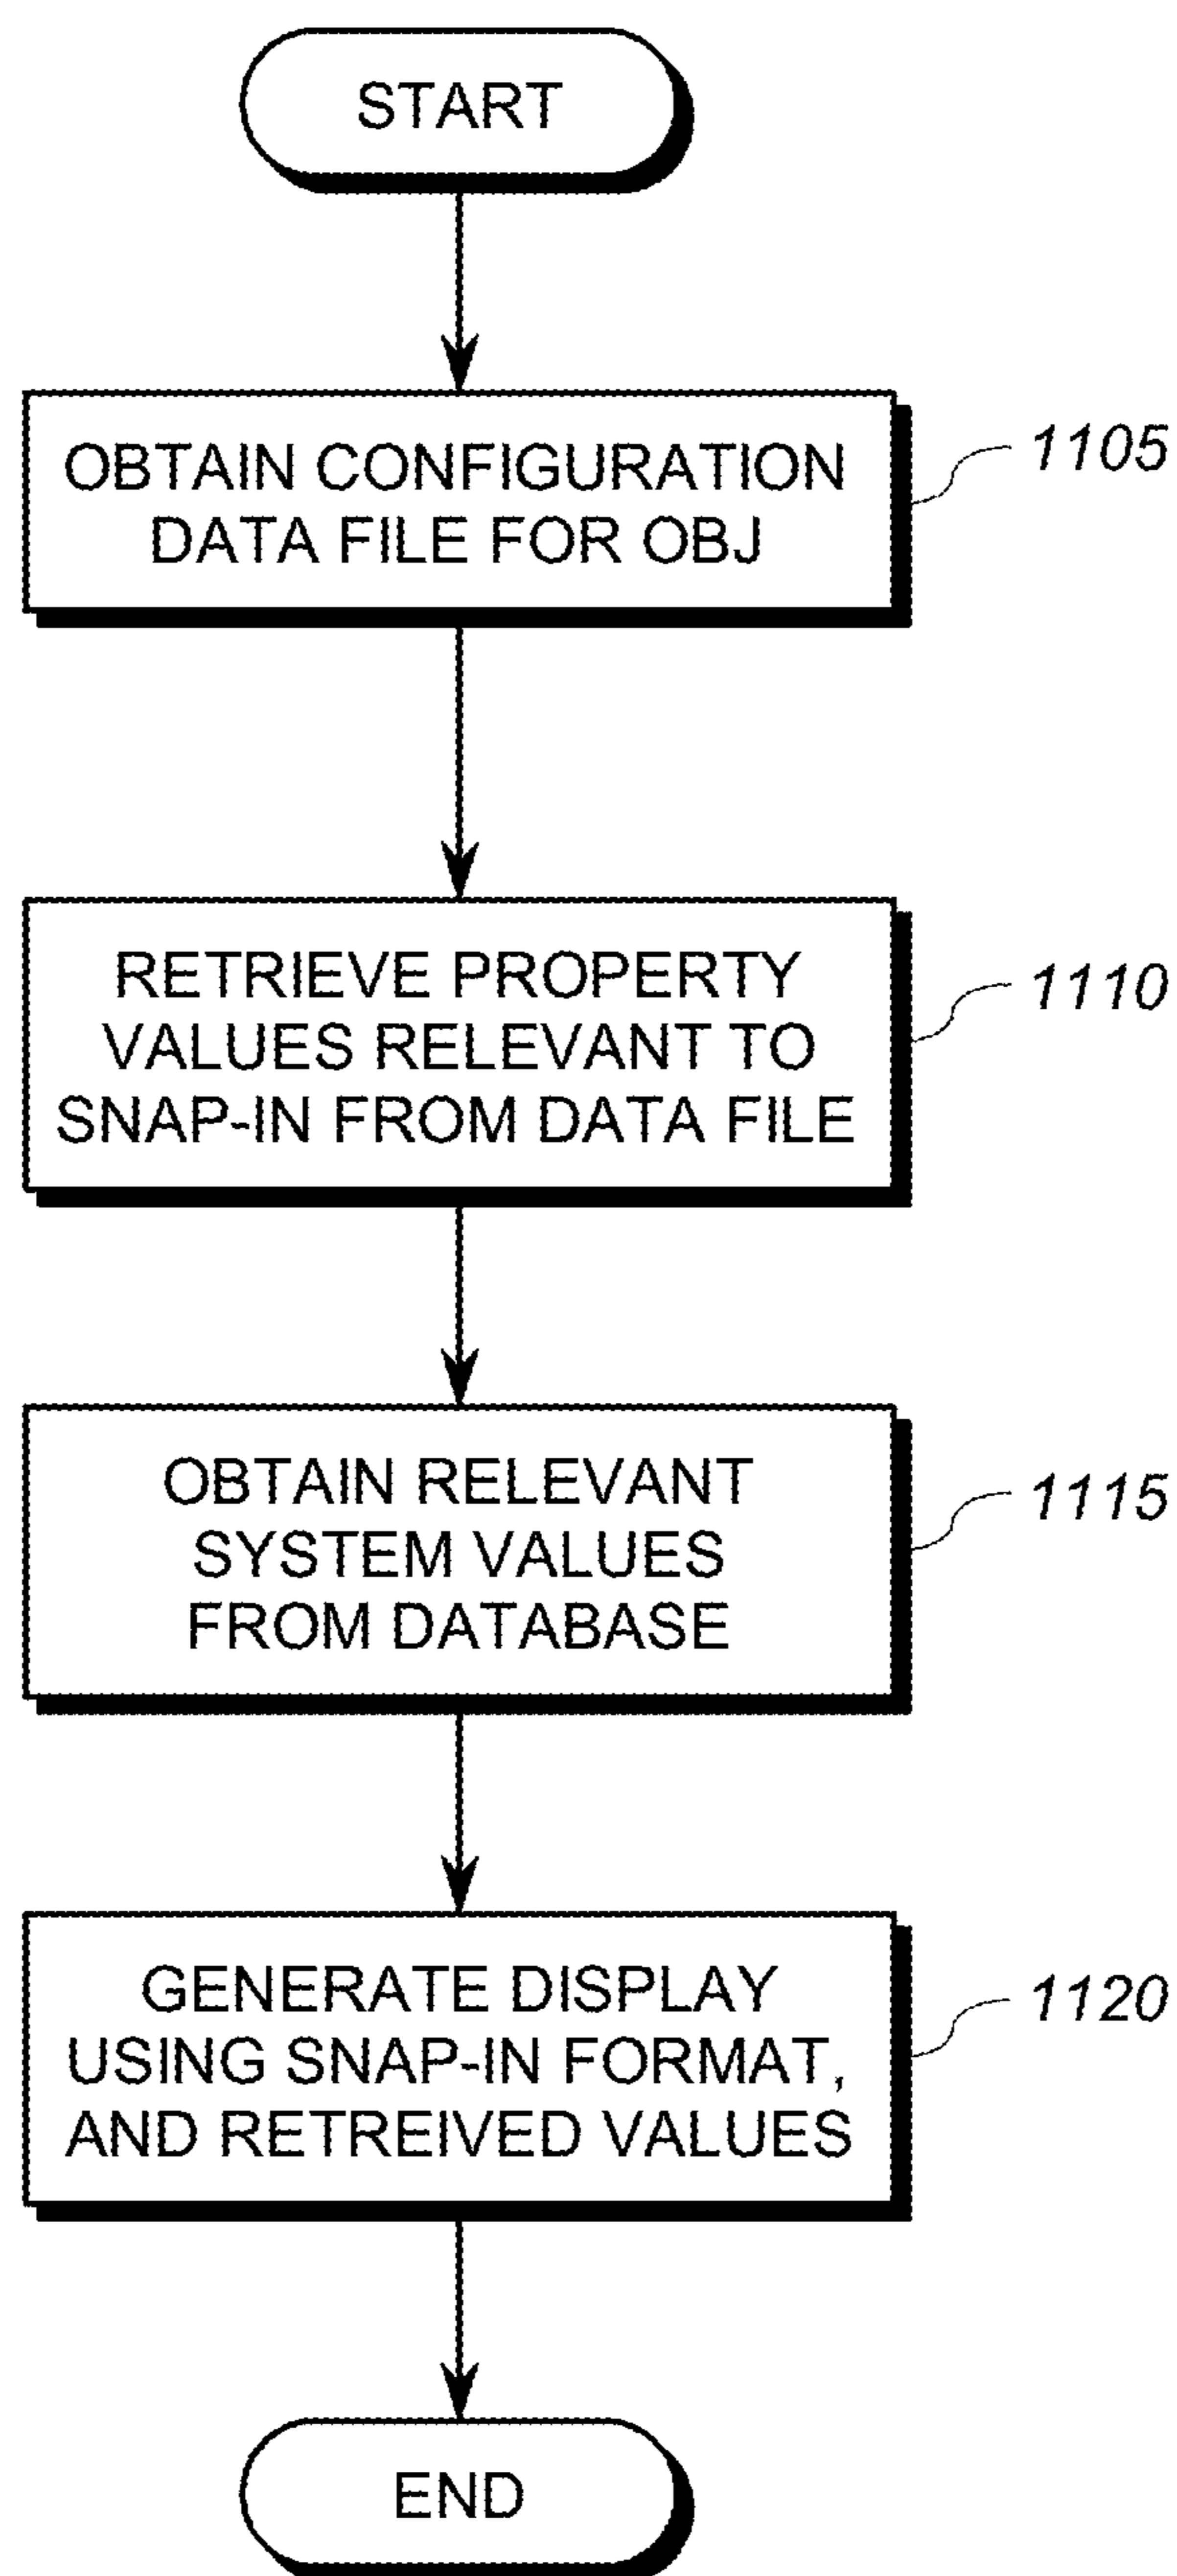 START
OBTAIN CONFIGURATION
DATA FILE FOR OBJ
1105
RETRIEVE PROPERTY
VALUES RELEVANT TO
SNAP-IN FROM DATA FILE
1110
OBTAIN RELEVANT
SYSTEM VALUES
FROM DATABASE
1115
GENERATE DISPLAY
USING SNAP-IN FORMAT,
AND RETREIVED VALUES
1120
END